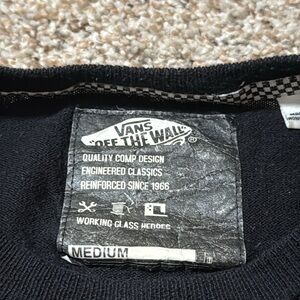 VANS
"OFF THE WALL"
®
QUALITY COMP DESIGN
ENGINEERED CLASSICS
REINFORCED SINCE 1966
WORKING CLASS HEROES
MEDIUM